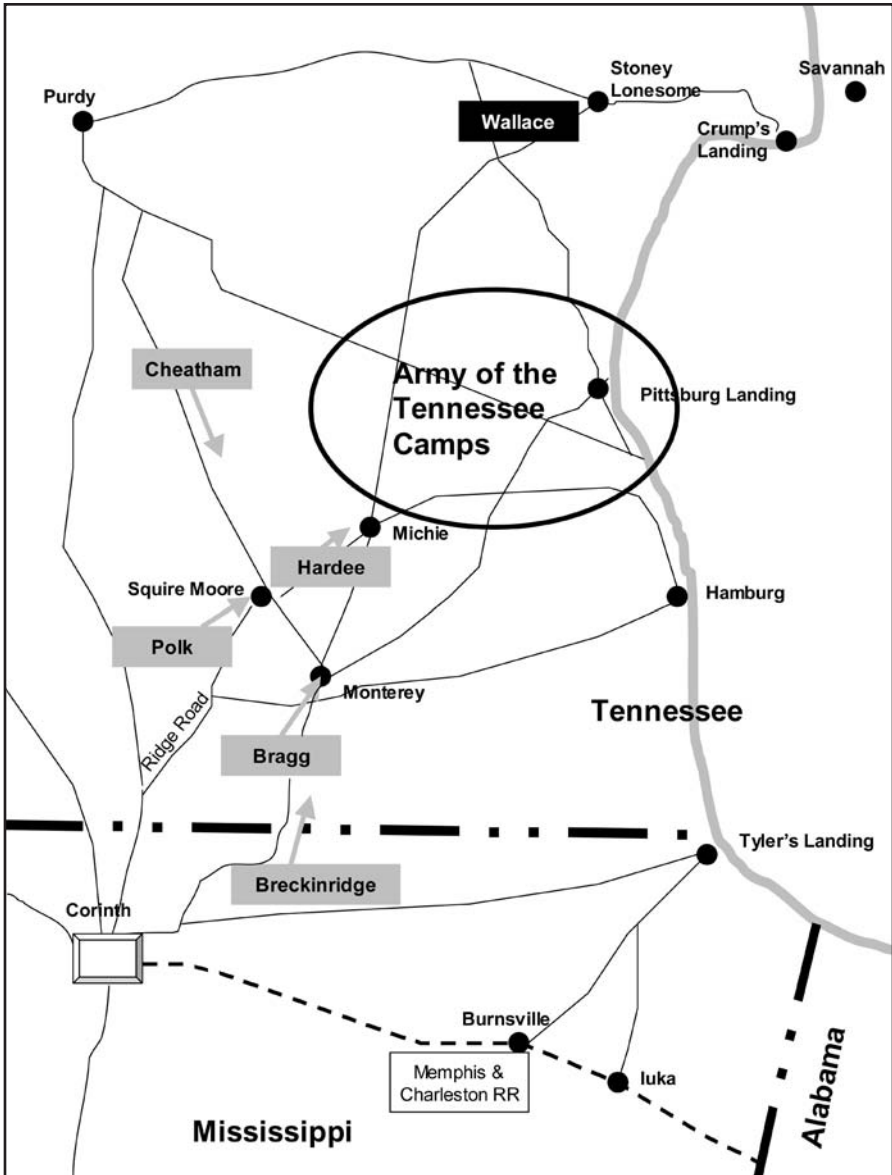 Stoney
Lonesome
Savannah
Purdy
Wallace
Crump's
Landing
Cheatham
Army of the
Tennessee
Camps
Pittsburg Landing
Michie
Hardee
Squire Moore
Hamburg
Polk
Monterey
Ridge Road
Tennessee
Bragg
Tyler's Landing
Breckinridge
Corinth
Burnsville
Memphis &
Charleston RR
Iuka
Alabama
Mississippi